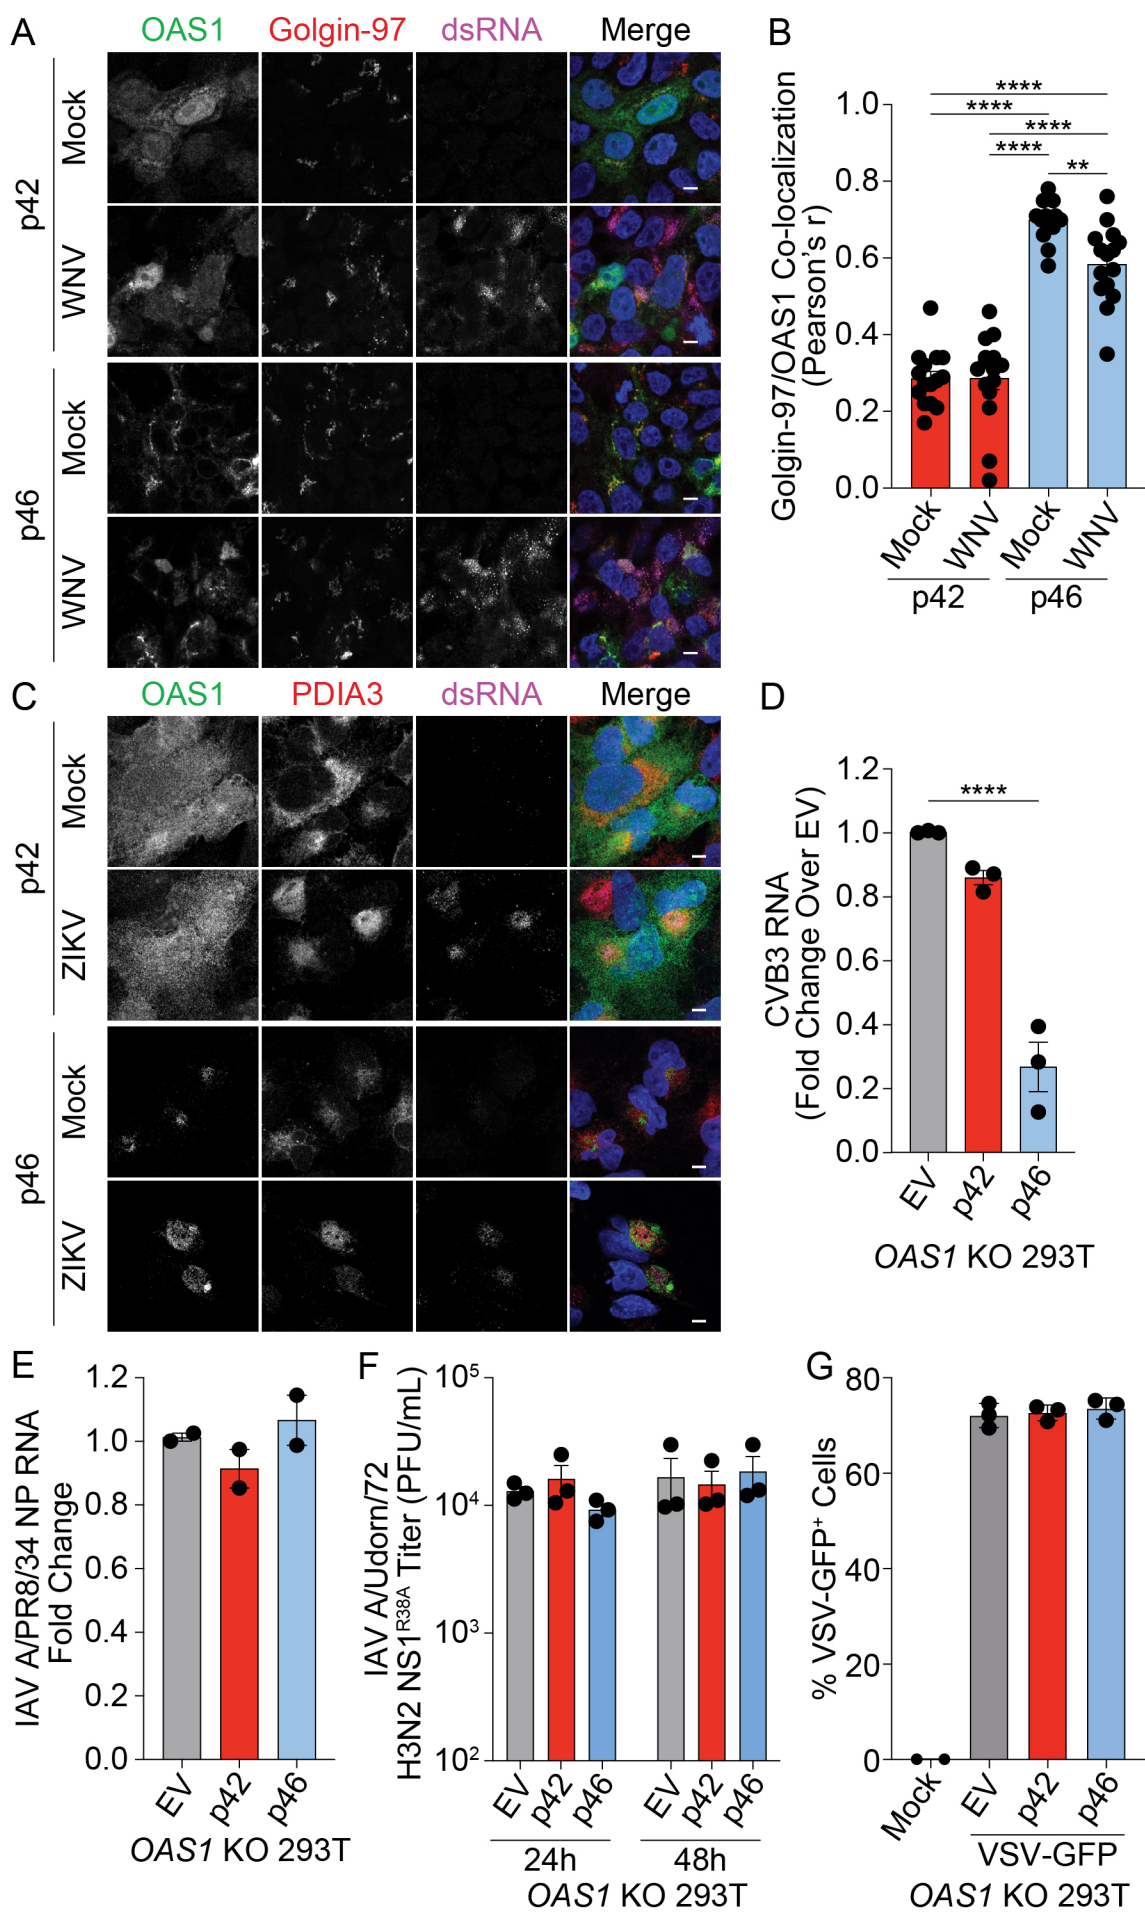 A
OAS1 Golgin-97 dsRNA Merge
p42
Mock
WNV
p46
Mock
WNV
B
Golgin-97/OAS1 Co-localization
(Pearson's r)
1.0
0.8
0.6
0.4
0.2
0.0
****
****
****
****
**
Mock WNV Mock WNV
p42 p46
C
OAS1 PDIA3 dsRNA Merge
p42
Mock
ZIKV
p46
Mock
ZIKV
D
CVB3 RNA
(Fold Change Over EV)
1.2
1.0
0.8
0.6
0.4
0.2
0.0
****
EV p42 p46
OAS1 KO 293T
E
IAV A/PR8/34 NP RNA
Fold Change
1.2
1.0
0.8
0.6
0.4
0.2
0.0
EV p42 p46
OAS1 KO 293T
F
IAV A/Udorn/72
H3N2 NS1ᴿ³⁸ᴬ Titer (PFU/mL)
10⁵
10⁴
10³
10²
EV p42 p46 EV p42 p46
24h 48h
OAS1 KO 293T
G
% VSV-GFP⁺ Cells
80
60
40
20
0
Mock EV p42 p46
VSV-GFP
OAS1 KO 293T